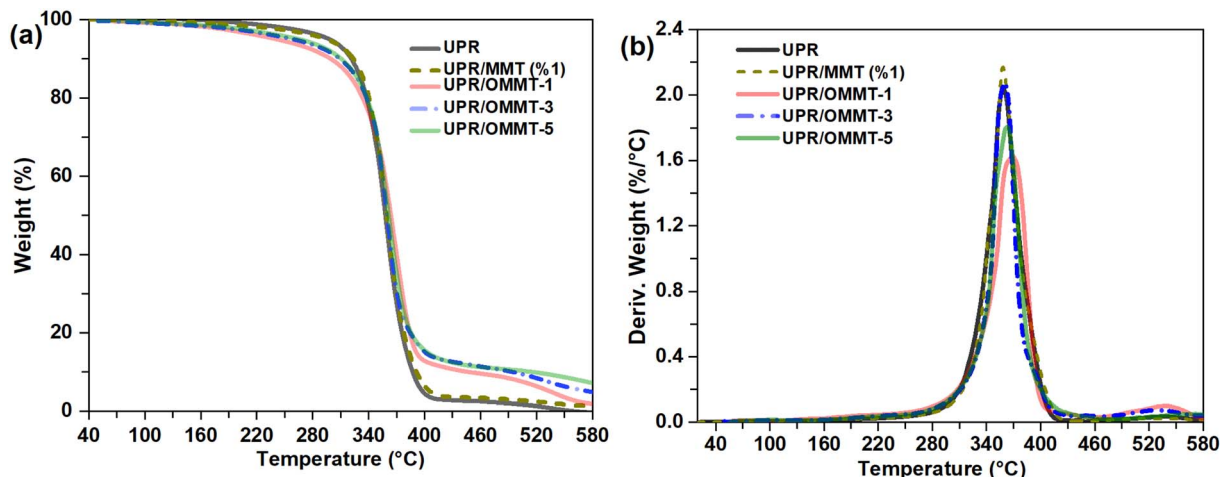 (a)
UPR
UPR/MMT (%1)
UPR/OMMT-1
UPR/OMMT-3
UPR/OMMT-5
Weight (%)
100
80
60
40
20
0
40 100 160 220 280 340 400 460 520 580
Temperature (°C)
(b)
UPR
UPR/MMT (%1)
UPR/OMMT-1
UPR/OMMT-3
UPR/OMMT-5
Deriv. Weight (%/°C)
2.4
2.0
1.6
1.2
0.8
0.4
0.0
40 100 160 220 280 340 400 460 520 580
Temperature (°C)